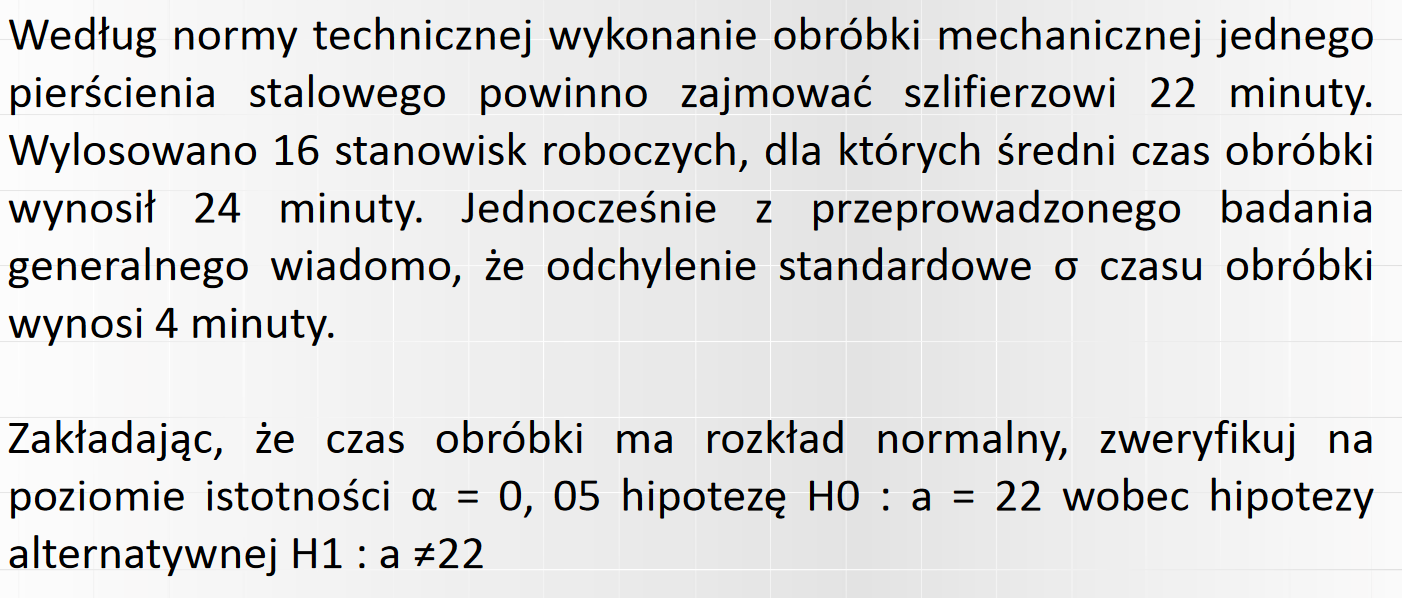 Według normy technicznej wykonanie obróbki mechanicznej jednego
pierścienia stalowego powinno zajmować szlifierzowi 22 minuty.
Wylosowano 16 stanowisk roboczych, dla których średni czas obróbki
wynosił 24 minuty. Jednocześnie z przeprowadzonego badania
generalnego wiadomo, że odchylenie standardowe σ czasu obróbki
wynosi 4 minuty.
Zakładając, że czas obróbki ma rozkład normalny, zweryfikuj na
poziomie istotności α = 0, 05 hipotezę H0 : a = 22 wobec hipotezy
alternatywnej H1 : a ≠22